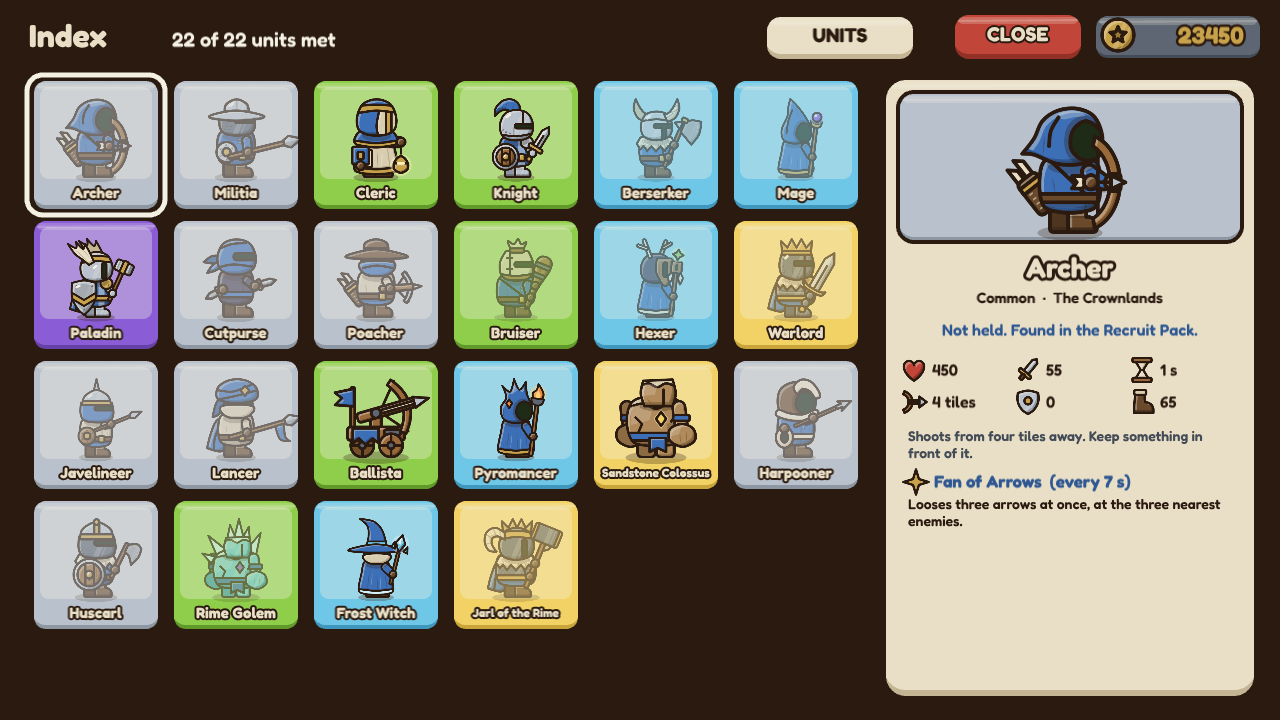 Index
22 of 22 units met
UNITS
CLOSE
23450
Archer
Militia
Cleric
Knight
Berserker
Mage
Paladin
Cutpurse
Poacher
Bruiser
Hexer
Warlord
Javelineer
Lancer
Ballista
Pyromancer
Sandstone Colossus
Harpooner
Huscarl
Rime Golem
Frost Witch
Jarl of the Rime
Archer
Common · The Crownlands
Not held. Found in the Recruit Pack.
450
55
1 s
4 tiles
0
65
Shoots from four tiles away. Keep something in
front of it.
Fan of Arrows (every 7 s)
Looses three arrows at once, at the three nearest
enemies.